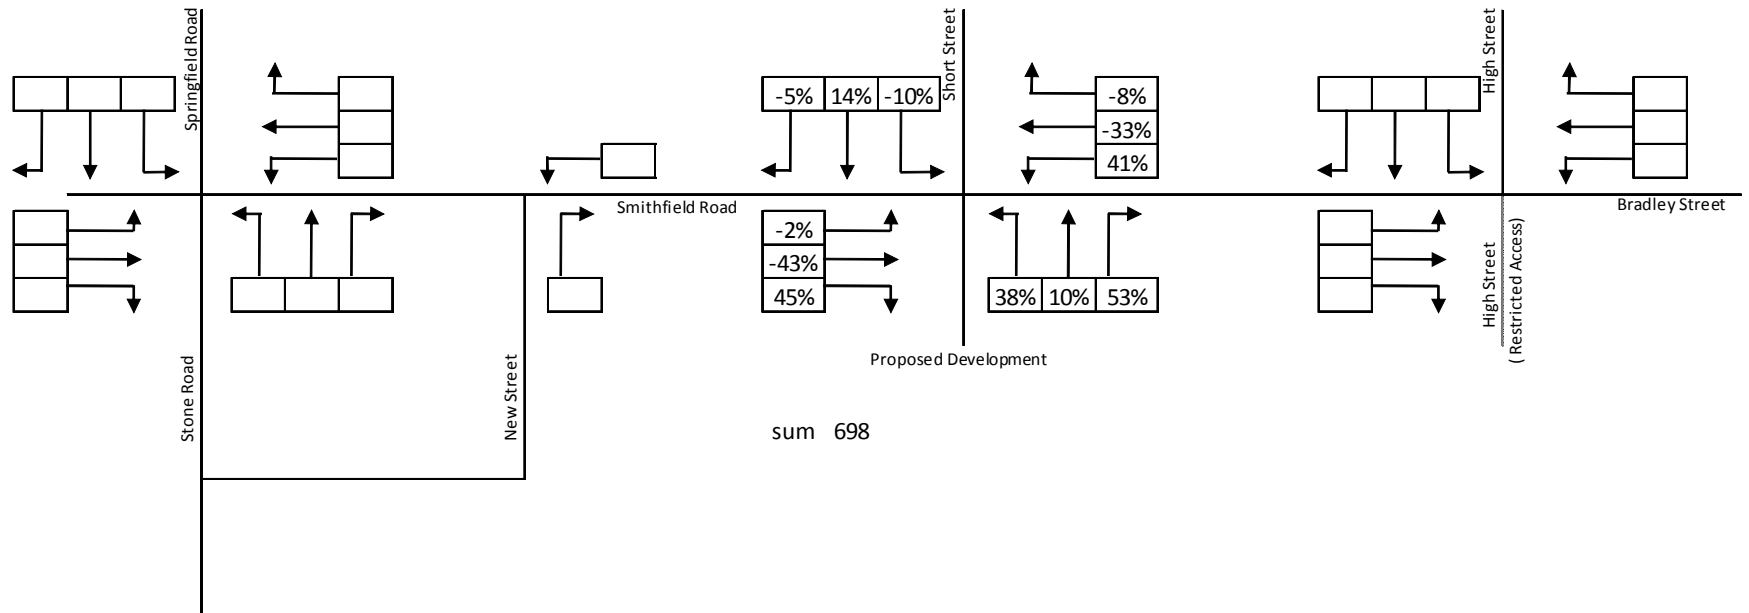 Springfield Road
Short Street
High Street
-5% 14% -10%
-8%
-33%
41%
Smithfield Road
Bradley Street
-2%
-43%
45%
38% 10% 53%
High Street
( Restricted Access)
Proposed Development
Stone Road
New Street
sum 698